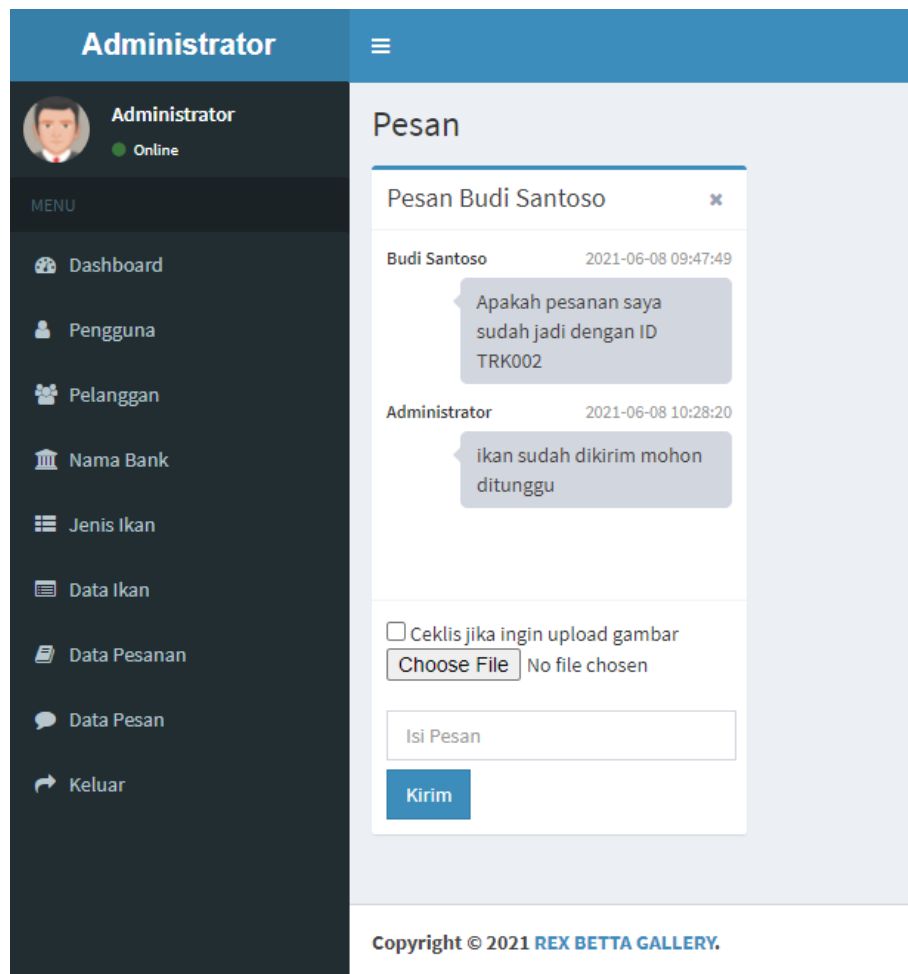 Administrator
Administrator
Online
MENU
Dashboard
Pengguna
Pelanggan
Nama Bank
Jenis Ikan
Data Ikan
Data Pesanan
Data Pesan
Keluar
Pesan
Pesan Budi Santoso
Budi Santoso 2021-06-08 09:47:49
Apakah pesanan saya
sudah jadi dengan ID
TRK002
Administrator 2021-06-08 10:28:20
ikan sudah dikirim mohon
ditunggu
Ceklis jika ingin upload gambar
Choose File No file chosen
Isi Pesan
Kirim
Copyright © 2021 REX BETTA GALLERY.